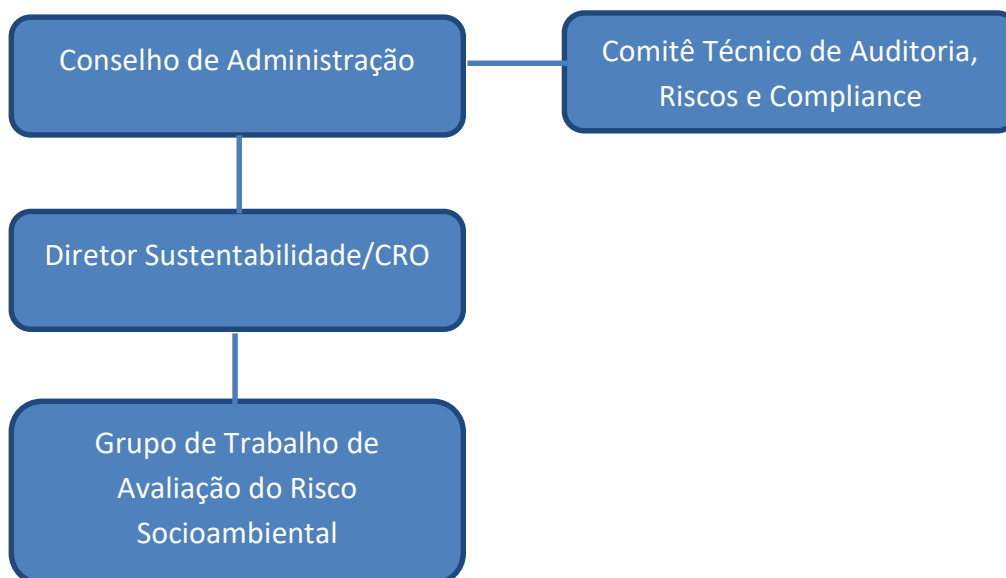 Conselho de Administração
Comitê Técnico de Auditoria,
Riscos e Compliance
Diretor Sustentabilidade/CRO
Grupo de Trabalho de
Avaliação do Risco
Socioambiental